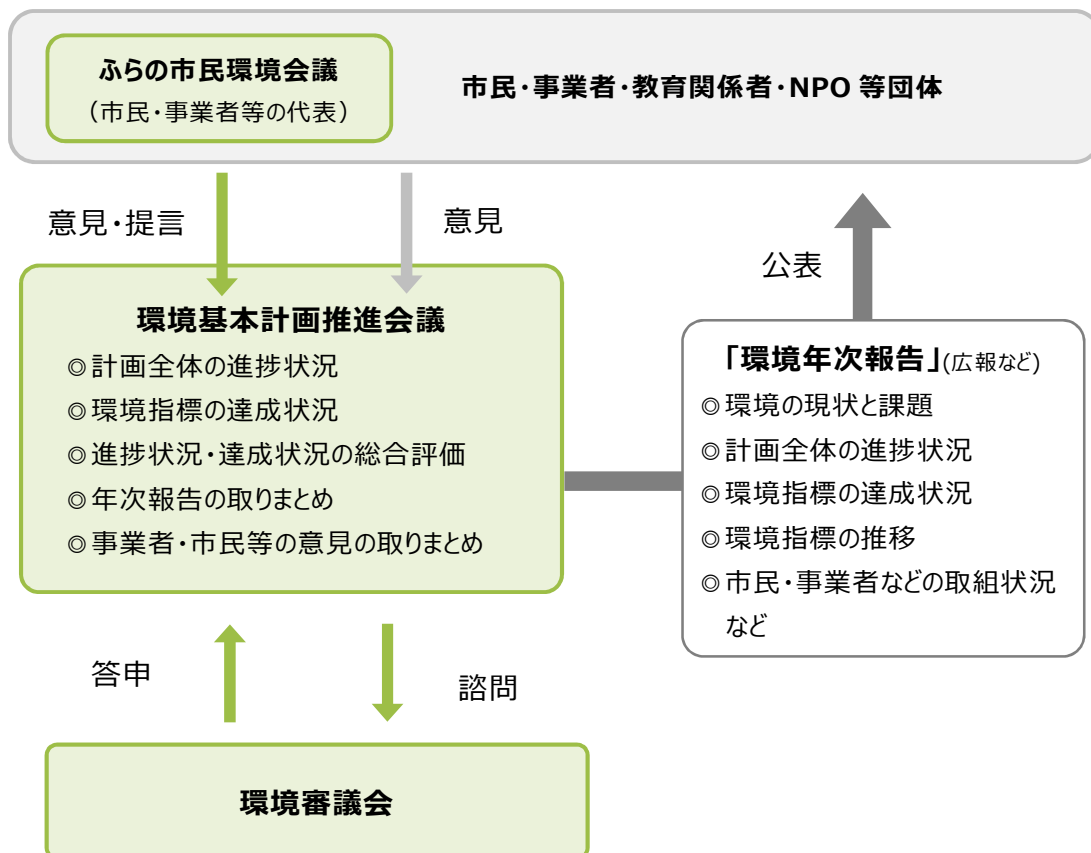 ふらの市民環境会議
（市民・事業者等の代表）
市民・事業者・教育関係者・NPO 等団体
意見・提言
意見
公表
環境基本計画推進会議
◎計画全体の進捗状況
◎環境指標の達成状況
◎進捗状況・達成状況の総合評価
◎年次報告の取りまとめ
◎事業者・市民等の意見の取りまとめ
「環境年次報告」(広報など)
◎環境の現状と課題
◎計画全体の進捗状況
◎環境指標の達成状況
◎環境指標の推移
◎市民・事業者などの取組状況
など
答申
諮問
環境審議会